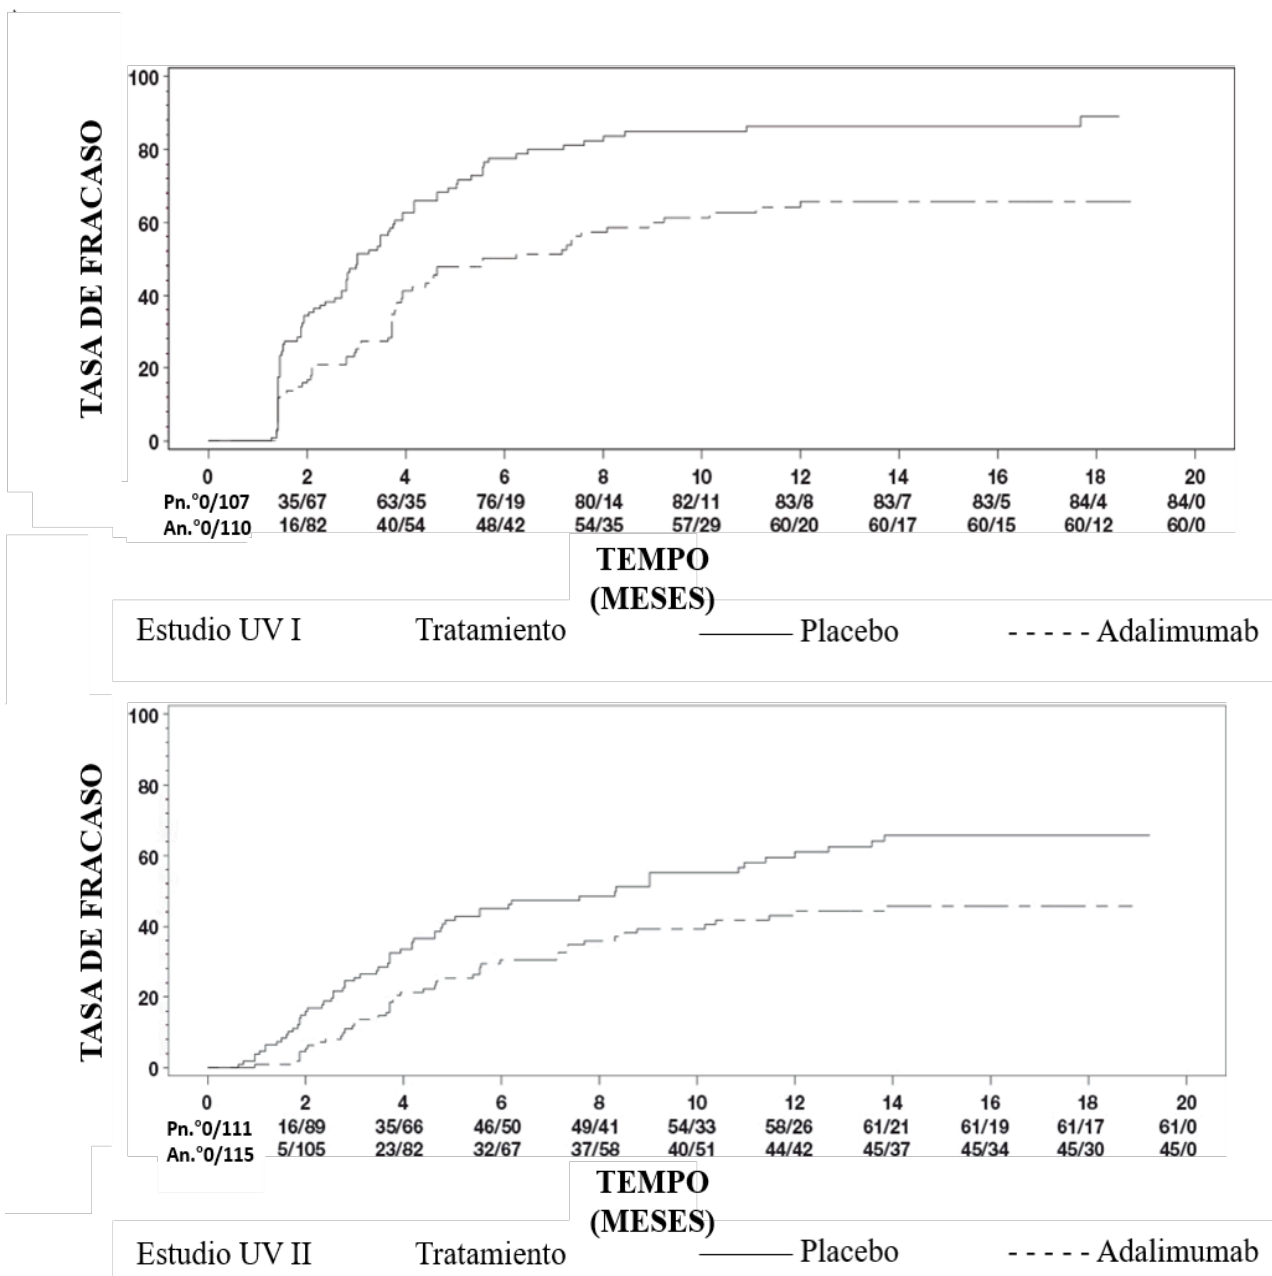 TASA DE FRACASO
100
80
60
40
20
0
0 2 4 6 8 10 12 14 16 18 20
Pn.°0/107 35/67 63/35 76/19 80/14 82/11 83/8 83/7 83/5 84/4 84/0
An.°0/110 16/82 40/54 48/42 54/35 57/29 60/20 60/17 60/15 60/12 60/0
TEMPO
(MESES)
Estudio UV I Tratamiento Placebo Adalimumab
TASA DE FRACASO
100
80
60
40
20
0
0 2 4 6 8 10 12 14 16 18 20
Pn.°0/111 16/89 35/66 46/50 49/41 54/33 58/26 61/21 61/19 61/17 61/0
An.°0/115 5/105 23/82 32/67 37/58 40/51 44/42 45/37 45/34 45/30 45/0
TEMPO
(MESES)
Estudio UV II Tratamiento Placebo Adalimumab